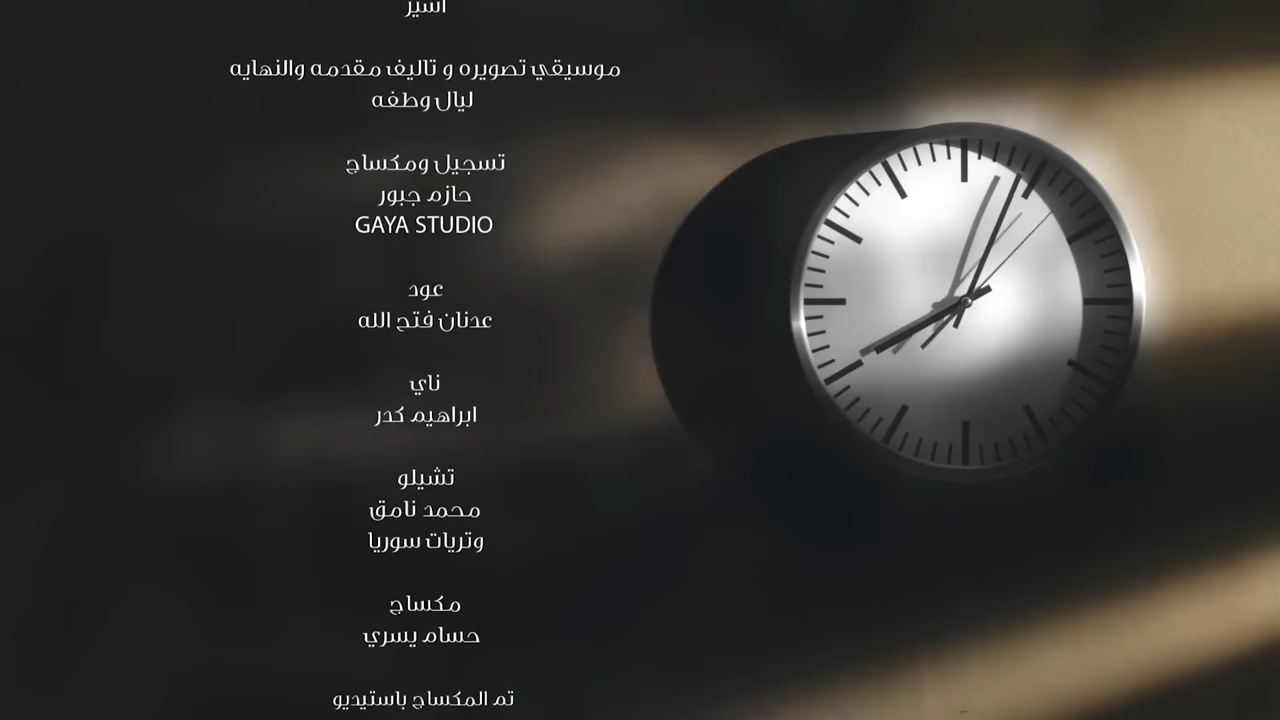 اسير
موسيقي تصويره و تاليف مقدمه والنهايه
ليال وطفه
تسجيل ومكساج
حازم جبور
GAYA STUDIO
عود
عدنان فتح الله
ناي
ابراهيم كدر
تشيلو
محمد نامق
وتريات سوريا
مكساج
حسام يسري
تم المكساج باستيديو